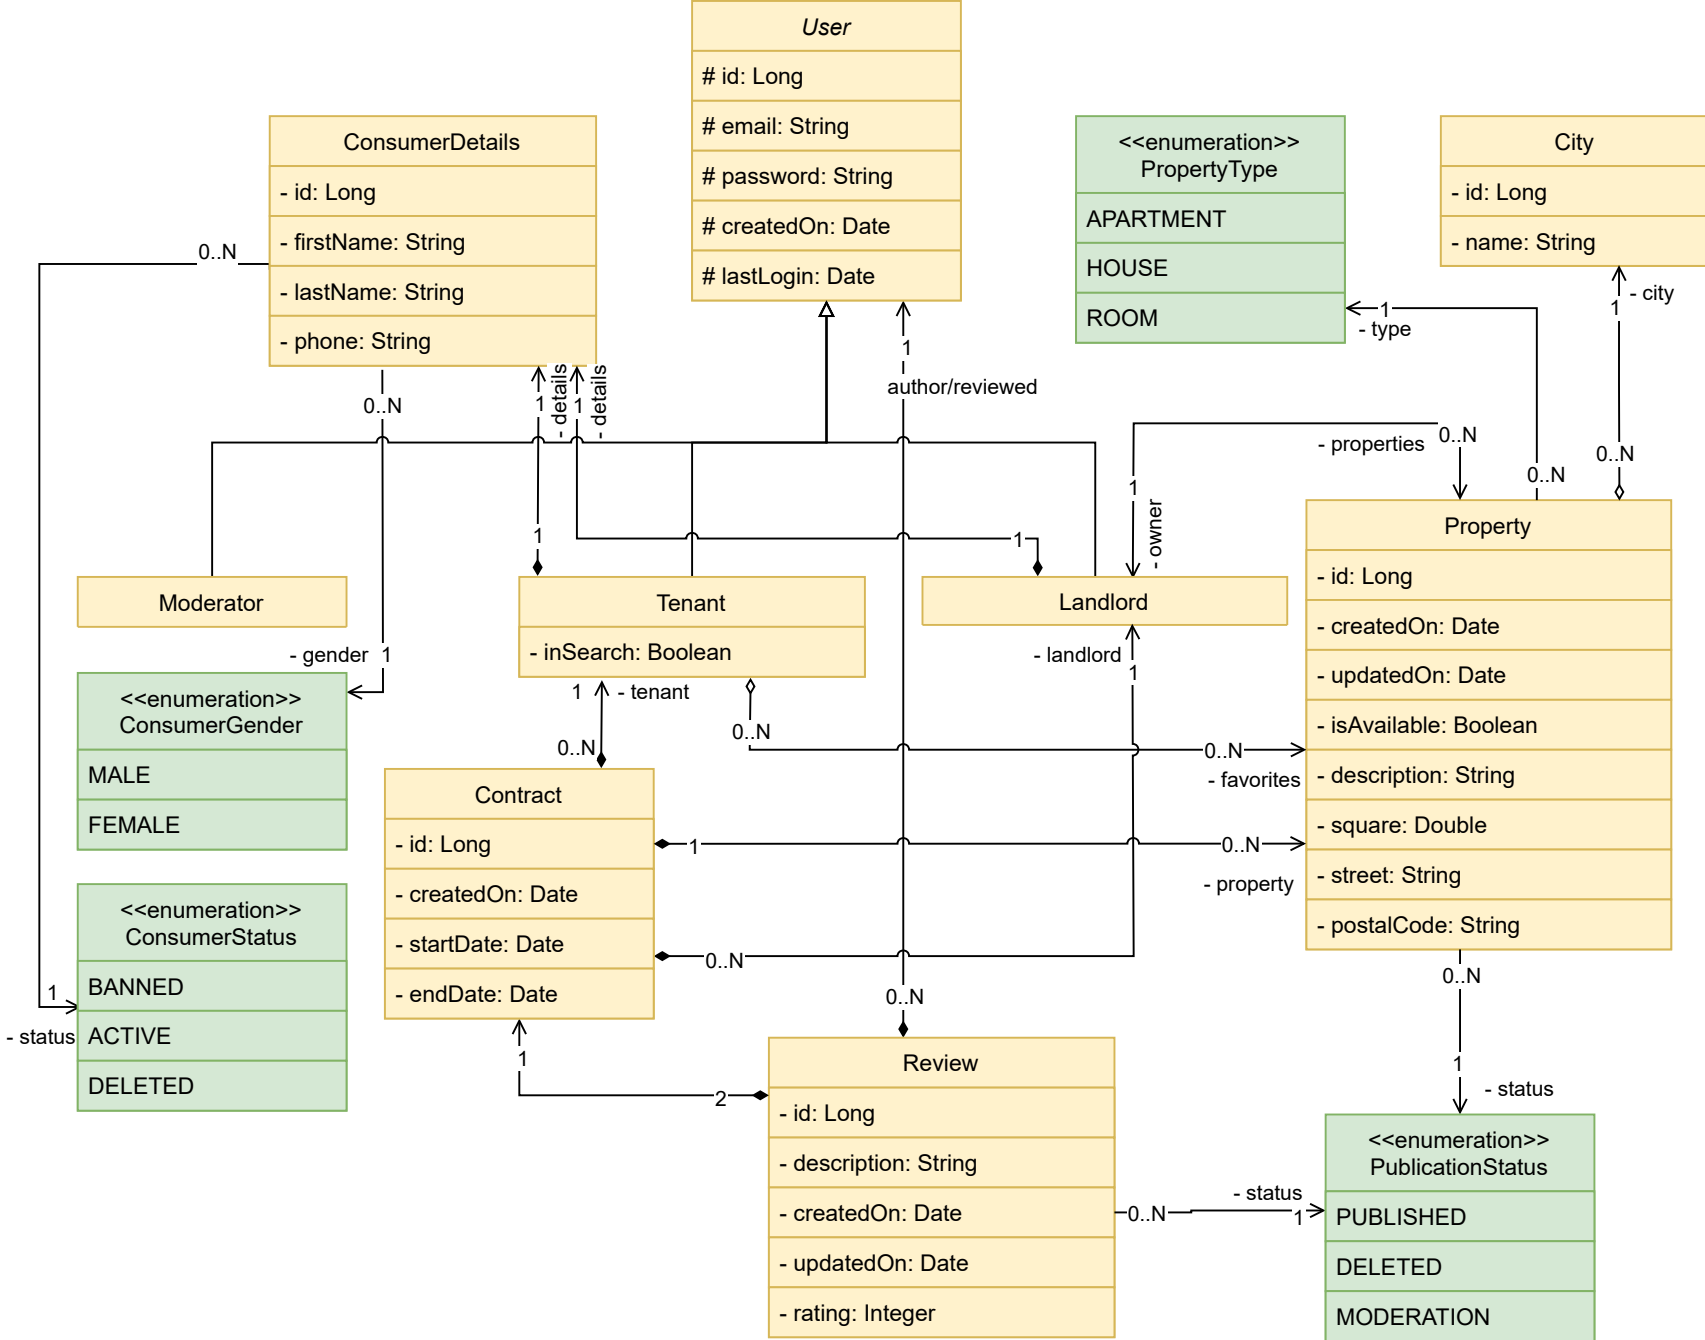 User
# id: Long
# email: String
# password: String
# createdOn: Date
# lastLogin: Date
ConsumerDetails
- id: Long
- firstName: String
- lastName: String
- phone: String
<<enumeration>>
PropertyType
APARTMENT
HOUSE
ROOM
City
- id: Long
- name: String
0..N
0..N
1
- details
1
- details
1
author/reviewed
1
- type
1
- city
- properties
0..N
0..N
0..N
1
- owner
1
1
Moderator
Tenant
- inSearch: Boolean
Landlord
Property
- id: Long
- createdOn: Date
- updatedOn: Date
- isAvailable: Boolean
- description: String
- square: Double
- street: String
- postalCode: String
- gender
1
1
- tenant
- landlord
1
0..N
0..N
0..N
- favorites
<<enumeration>>
ConsumerGender
MALE
FEMALE
Contract
- id: Long
- createdOn: Date
- startDate: Date
- endDate: Date
1
0..N
- property
0..N
0..N
0..N
<<enumeration>>
ConsumerStatus
BANNED
ACTIVE
DELETED
1
- status
1
2
Review
- id: Long
- description: String
- createdOn: Date
- updatedOn: Date
- rating: Integer
1
- status
0..N
- status
1
<<enumeration>>
PublicationStatus
PUBLISHED
DELETED
MODERATION